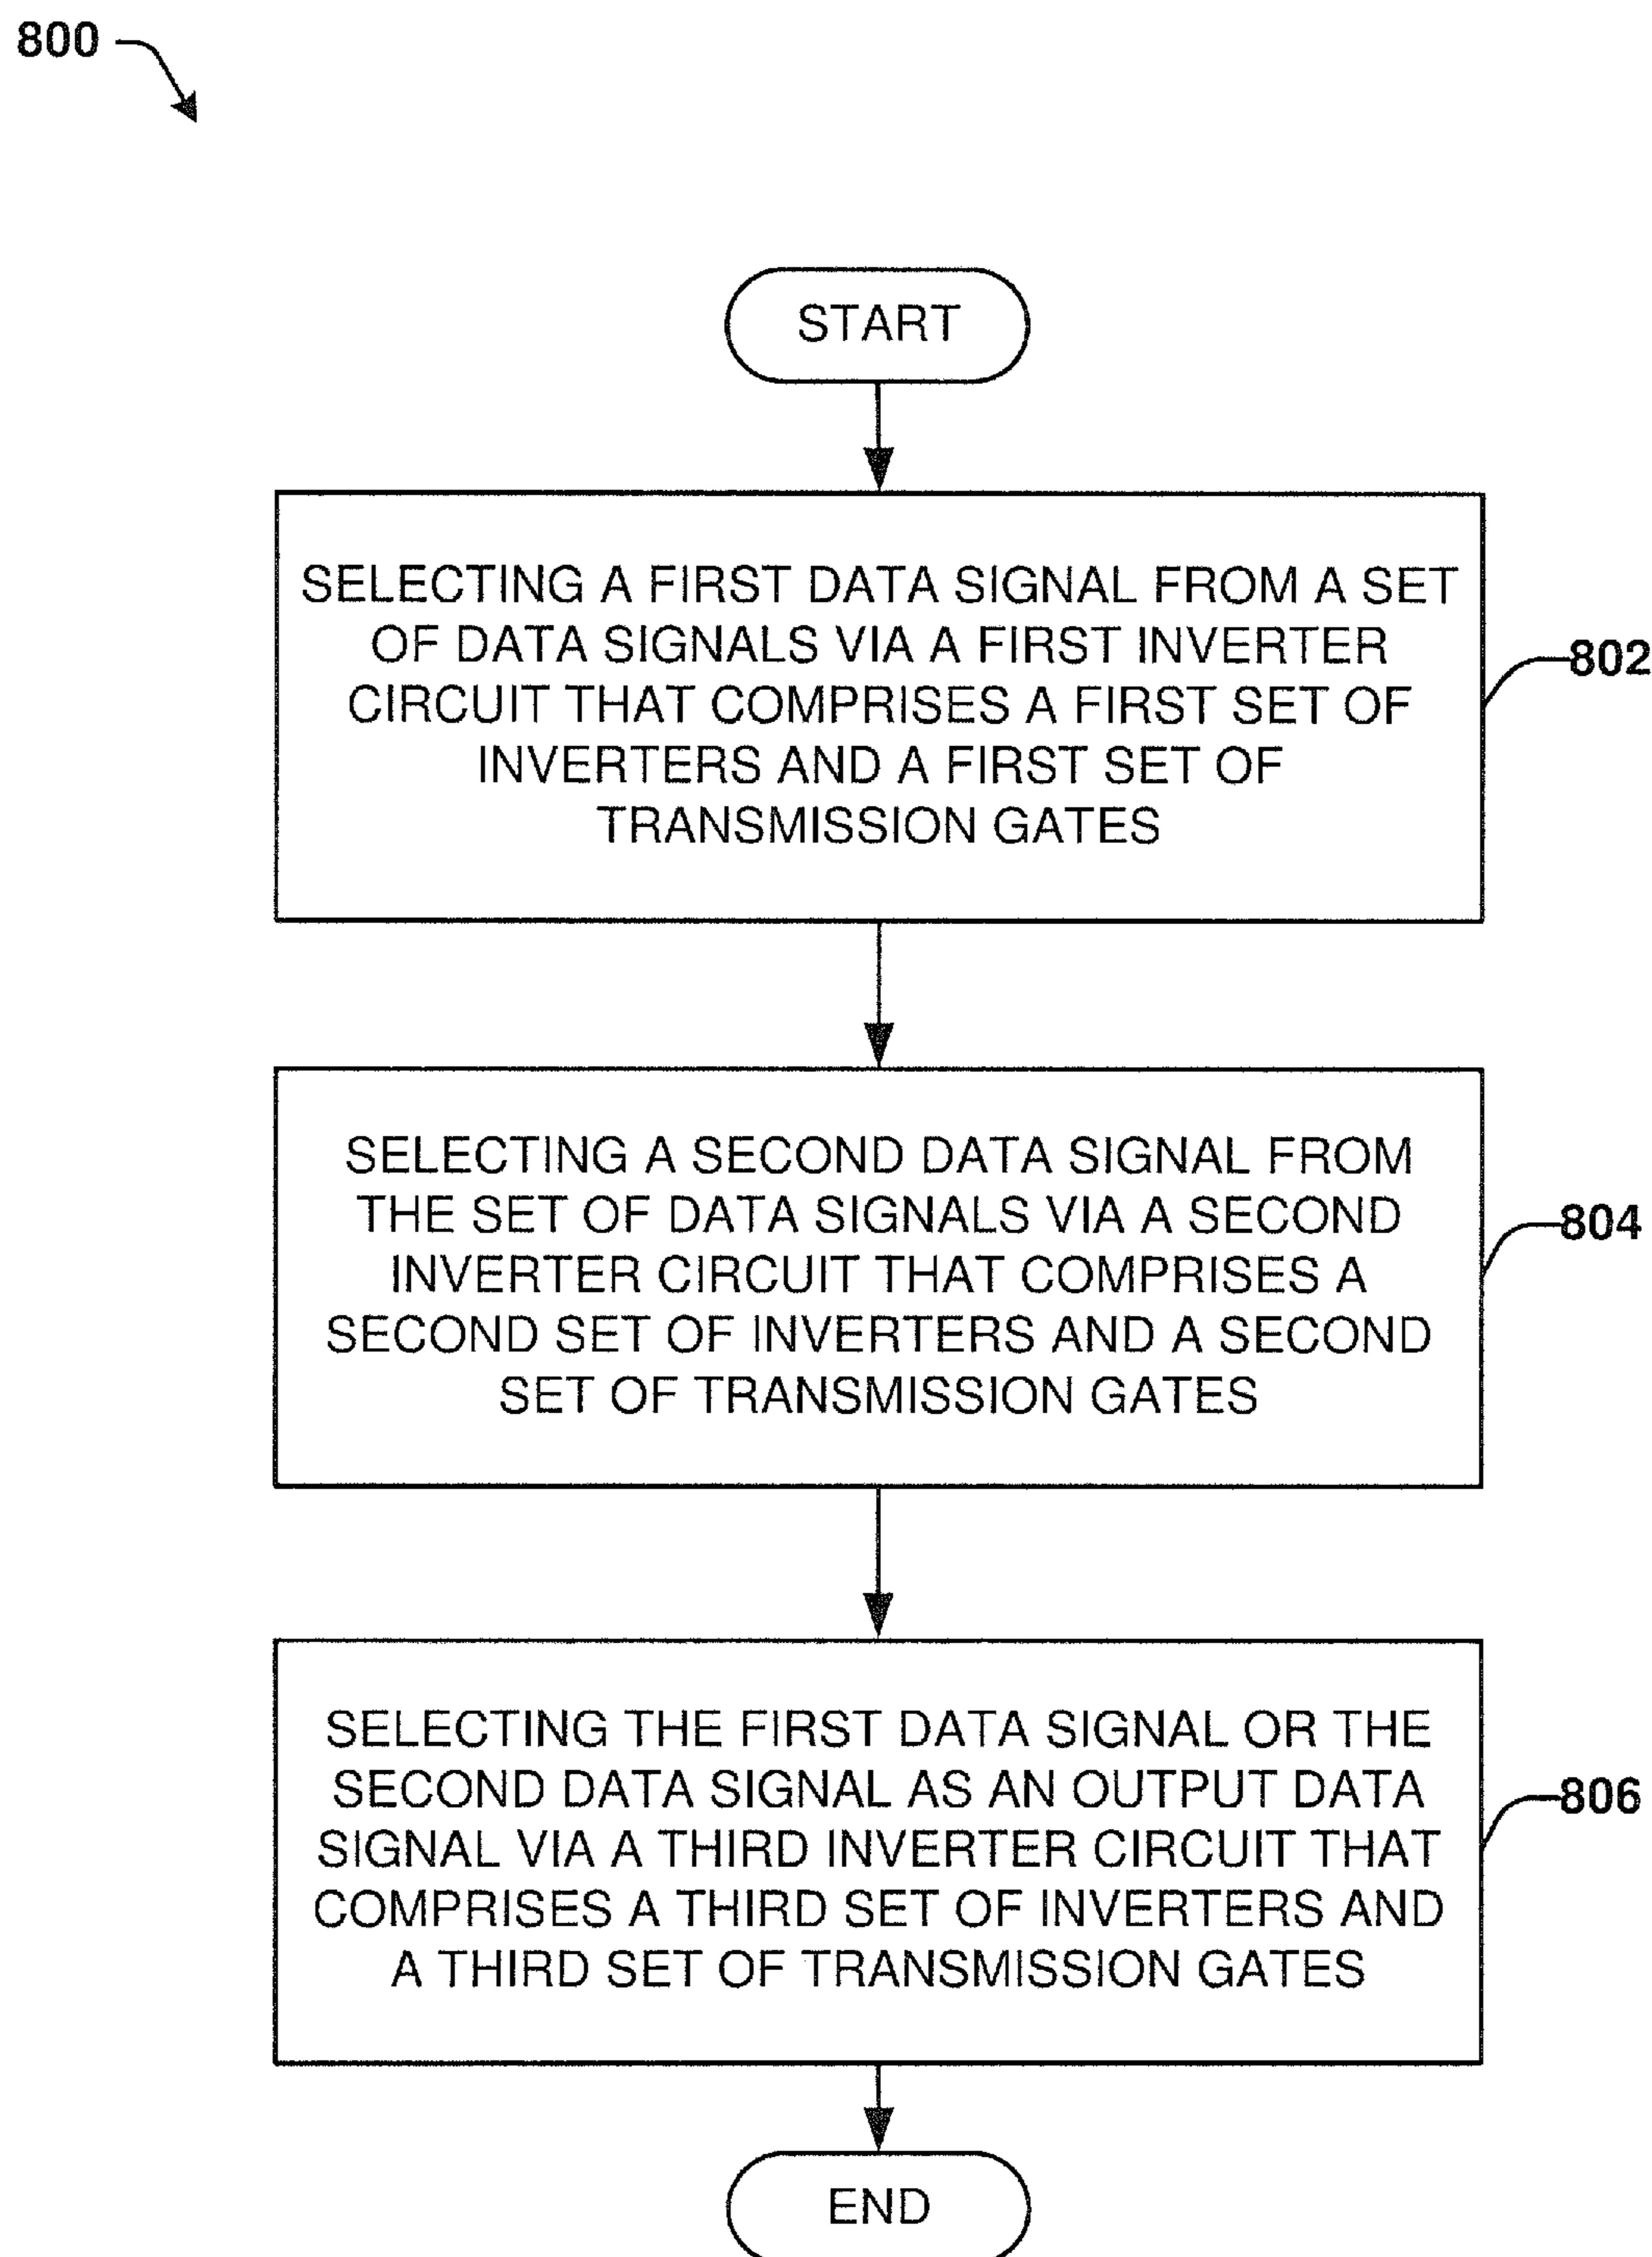 800
START
SELECTING A FIRST DATA SIGNAL FROM A SET
OF DATA SIGNALS VIA A FIRST INVERTER
CIRCUIT THAT COMPRISES A FIRST SET OF
INVERTERS AND A FIRST SET OF
TRANSMISSION GATES
802
SELECTING A SECOND DATA SIGNAL FROM
THE SET OF DATA SIGNALS VIA A SECOND
INVERTER CIRCUIT THAT COMPRISES A
SECOND SET OF INVERTERS AND A SECOND
SET OF TRANSMISSION GATES
804
SELECTING THE FIRST DATA SIGNAL OR THE
SECOND DATA SIGNAL AS AN OUTPUT DATA
SIGNAL VIA A THIRD INVERTER CIRCUIT THAT
COMPRISES A THIRD SET OF INVERTERS AND
A THIRD SET OF TRANSMISSION GATES
806
END